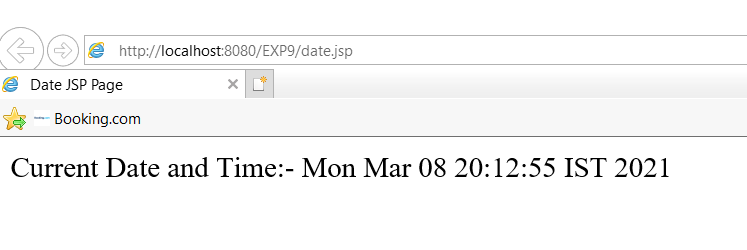 http://localhost:8080/EXP9/date.jsp
Date JSP Page
Booking.com
Current Date and Time:- Mon Mar 08 20:12:55 IST 2021